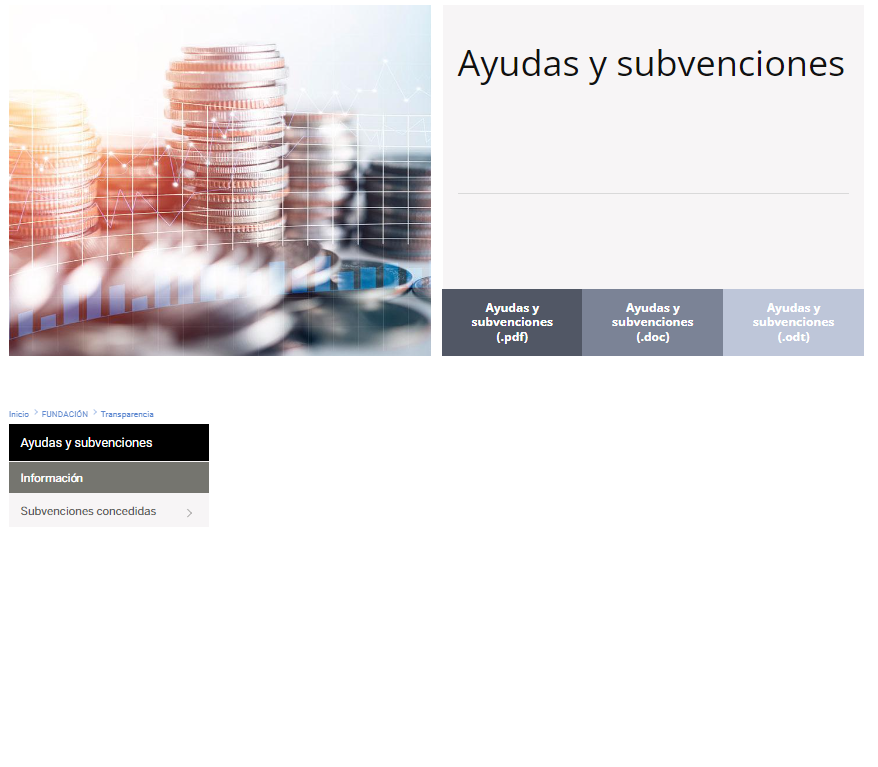 Ayudas y subvenciones
Ayudas y
subvenciones
(.pdf)
Ayudas y
subvenciones
(.doc)
Ayudas y
subvenciones
(.odt)
Inicio > FUNDACIÓN > Transparencia
Ayudas y subvenciones
Información
Subvenciones concedidas >